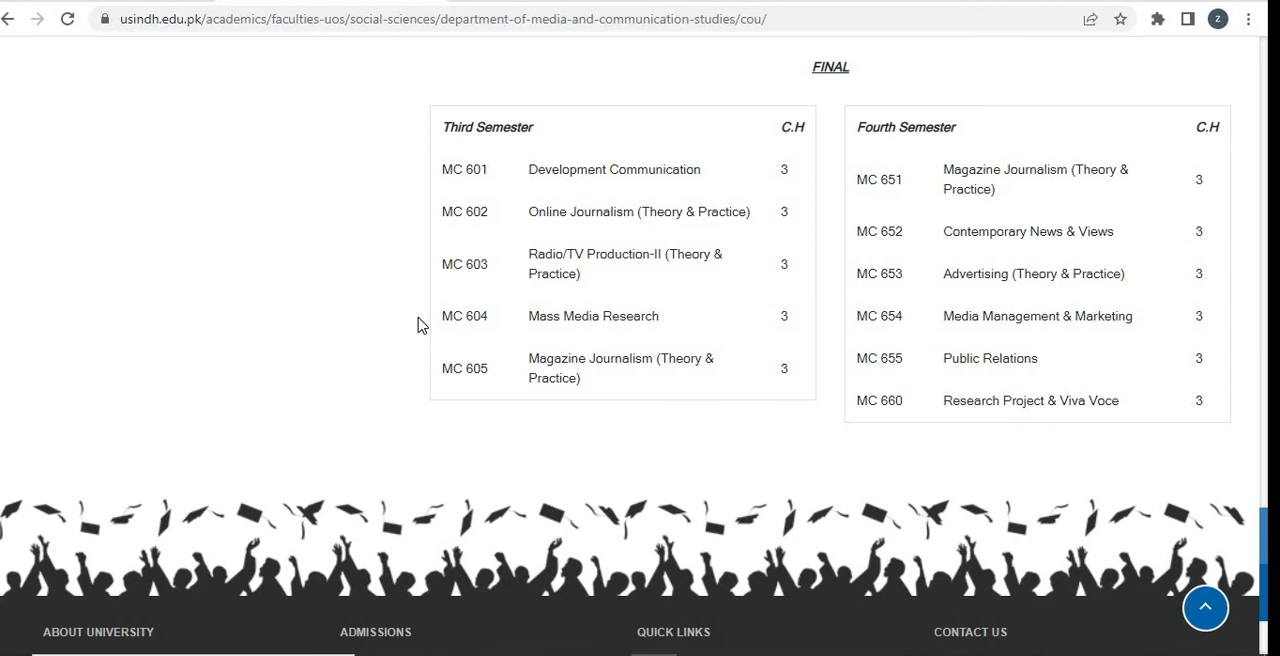 usindh.edu.pk/academics/faculties-uos/social-sciences/department-of-media-and-communication-studies/cou/
Z
FINAL
Third Semester C.H
MC 601 Development Communication 3
MC 602 Online Journalism (Theory & Practice) 3
MC 603 Radio/TV Production-II (Theory & 3
Practice)
MC 604 Mass Media Research 3
MC 605 Magazine Journalism (Theory & 3
Practice)
Fourth Semester C.H
MC 651 Magazine Journalism (Theory & 3
Practice)
MC 652 Contemporary News & Views 3
MC 653 Advertising (Theory & Practice) 3
MC 654 Media Management & Marketing 3
MC 655 Public Relations 3
MC 660 Research Project & Viva Voce 3
ABOUT UNIVERSITY ADMISSIONS QUICK LINKS CONTACT US